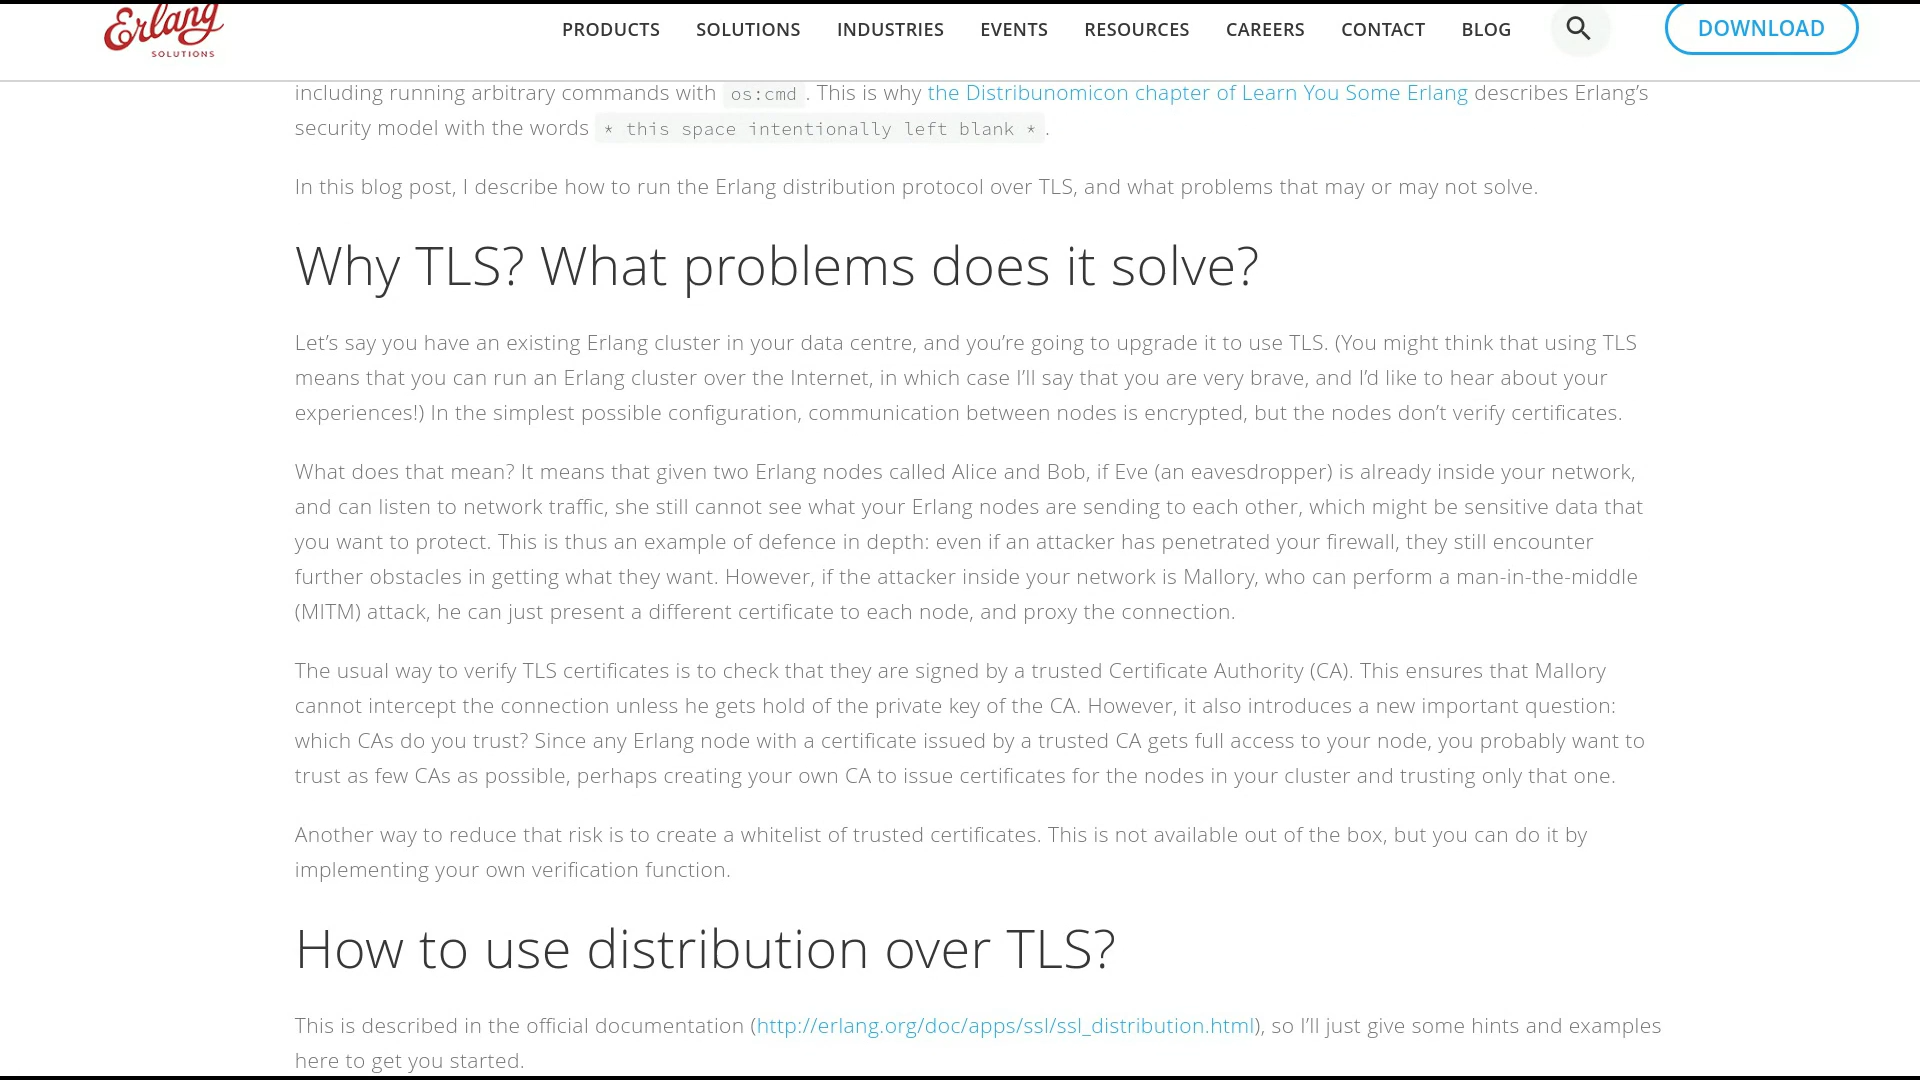 Erlang
SOLUTIONS
PRODUCTS SOLUTIONS INDUSTRIES EVENTS RESOURCES CAREERS CONTACT BLOG DOWNLOAD
including running arbitrary commands with os:cmd . This is why the Distribunomicon chapter of Learn You Some Erlang describes Erlang’s
security model with the words * this space intentionally left blank * .
In this blog post, I describe how to run the Erlang distribution protocol over TLS, and what problems that may or may not solve.
Why TLS? What problems does it solve?
Let’s say you have an existing Erlang cluster in your data centre, and you’re going to upgrade it to use TLS. (You might think that using TLS
means that you can run an Erlang cluster over the Internet, in which case I’ll say that you are very brave, and I’d like to hear about your
experiences!) In the simplest possible configuration, communication between nodes is encrypted, but the nodes don’t verify certificates.
What does that mean? It means that given two Erlang nodes called Alice and Bob, if Eve (an eavesdropper) is already inside your network,
and can listen to network traffic, she still cannot see what your Erlang nodes are sending to each other, which might be sensitive data that
you want to protect. This is thus an example of defence in depth: even if an attacker has penetrated your firewall, they still encounter
further obstacles in getting what they want. However, if the attacker inside your network is Mallory, who can perform a man-in-the-middle
(MITM) attack, he can just present a different certificate to each node, and proxy the connection.
The usual way to verify TLS certificates is to check that they are signed by a trusted Certificate Authority (CA). This ensures that Mallory
cannot intercept the connection unless he gets hold of the private key of the CA. However, it also introduces a new important question:
which CAs do you trust? Since any Erlang node with a certificate issued by a trusted CA gets full access to your node, you probably want to
trust as few CAs as possible, perhaps creating your own CA to issue certificates for the nodes in your cluster and trusting only that one.
Another way to reduce that risk is to create a whitelist of trusted certificates. This is not available out of the box, but you can do it by
implementing your own verification function.
How to use distribution over TLS?
This is described in the official documentation (http://erlang.org/doc/apps/ssl/ssl_distribution.html), so I’ll just give some hints and examples
here to get you started.